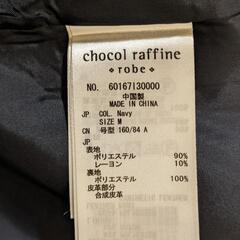 chocol raffine
robe
NO. 60167I30000
中国製
MADE IN CHINA
JP COL. Navy
SIZE M
CN 号型 160/84 A
JP
表地
ポリエステル 90%
レーヨン 10%
裏地
ポリエステル 100%
皮革部分
合成皮革